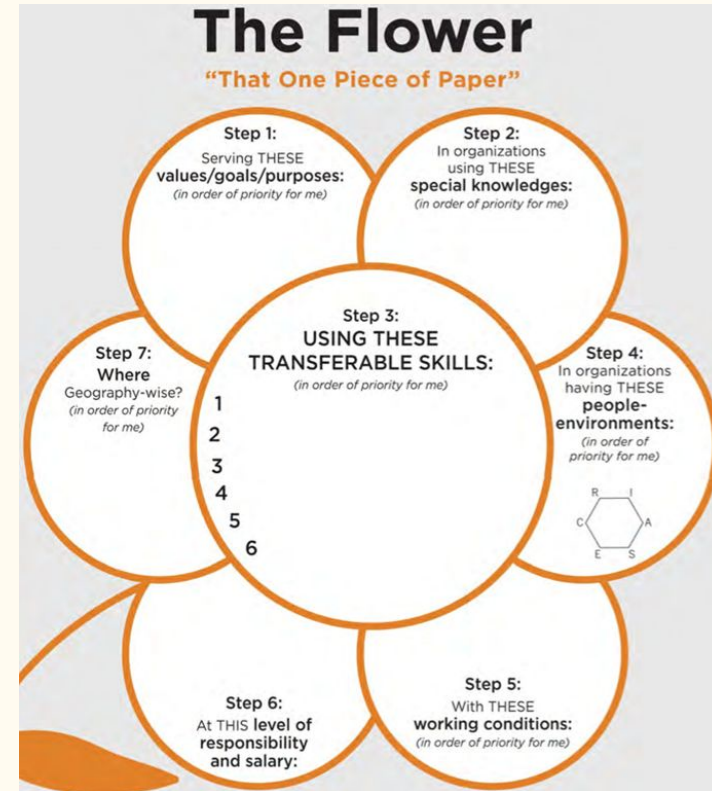 The Flower
“That One Piece of Paper”
Step 1:
Serving THESE
values/goals/purposes:
(in order of priority for me)
Step 2:
In organizations
using THESE
special knowledges:
(in order of priority for me)
Step 3:
USING THESE
TRANSFERABLE SKILLS:
(in order of priority for me)
1
2
3
4
5
6
Step 4:
In organizations
having THESE
people-
environments:
(in order of
priority for me)
R I
C A
E S
Step 5:
With THESE
working conditions:
(in order of priority for me)
Step 6:
At THIS level of
responsibility
and salary:
Step 7:
Where
Geography-wise?
(in order of priority
for me)